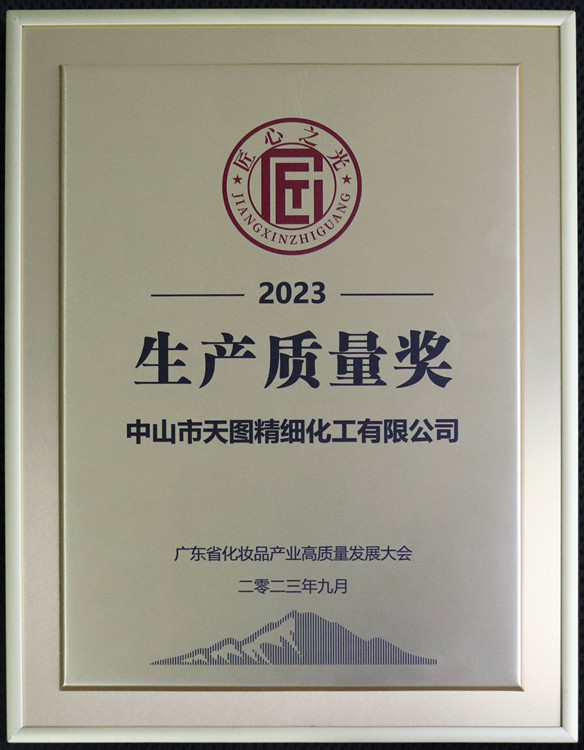 匠心之光
JIANGXINZHIGUANG
2023
生产质量奖
中山市天图精细化工有限公司
广东省化妆品产业高质量发展大会
二零二三年九月